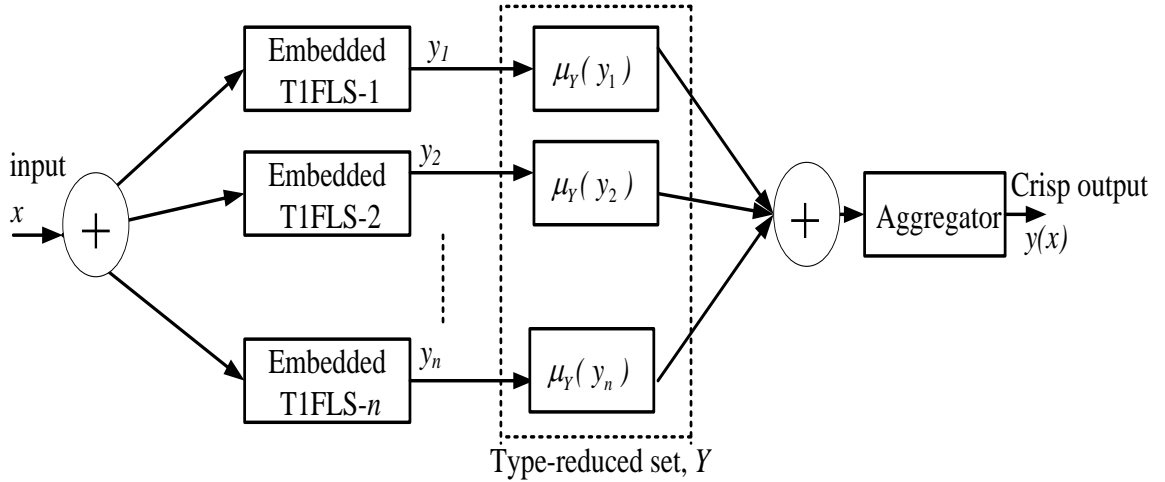 Embedded
T1FLS-1
y1
μY( y1 )
input
x
+
Embedded
T1FLS-2
y2
μY( y2 )
+
Aggregator
Crisp output
y(x)
Embedded
T1FLS-n
yn
μY( yn )
Type-reduced set, Y